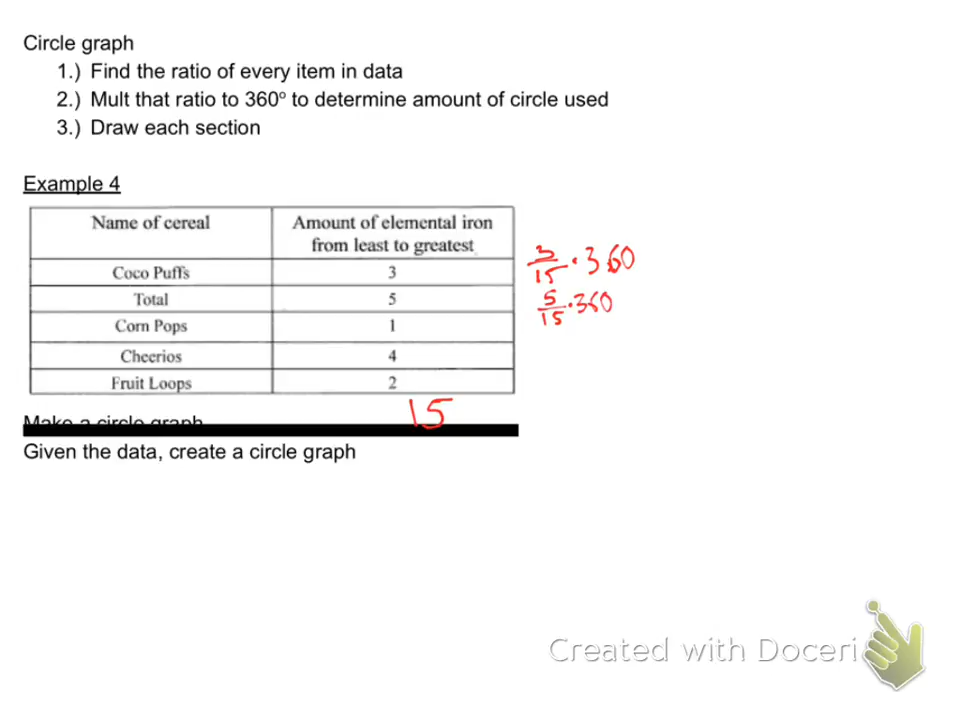 Circle graph
1.) Find the ratio of every item in data
2.) Mult that ratio to 360° to determine amount of circle used
3.) Draw each section
Example 4
Name of cereal Amount of elemental iron
from least to greatest
Coco Puffs 3
3/15 · 360
Total 5
5/15 · 360
Corn Pops 1
Cheerios 4
Fruit Loops 2
15
Make a circle graph
Given the data, create a circle graph
Created with Doceri